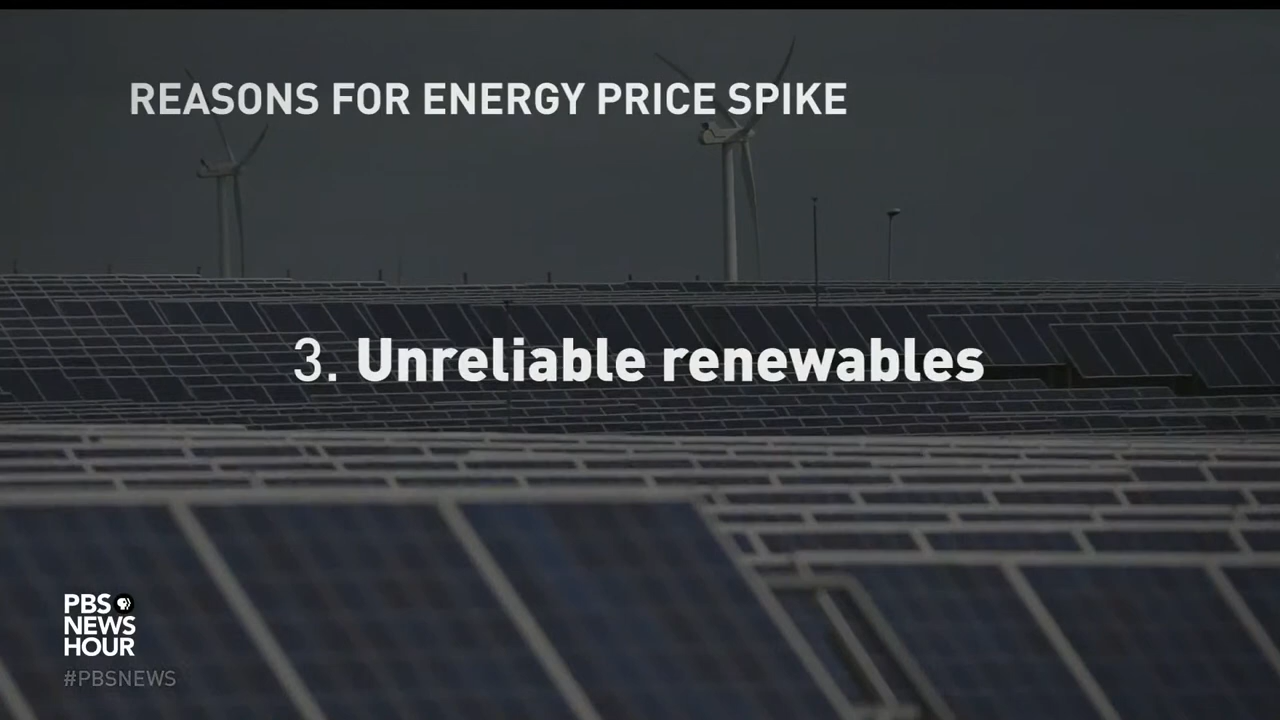 REASONS FOR ENERGY PRICE SPIKE
3. Unreliable renewables
PBS
NEWS
HOUR
#PBSNEWS